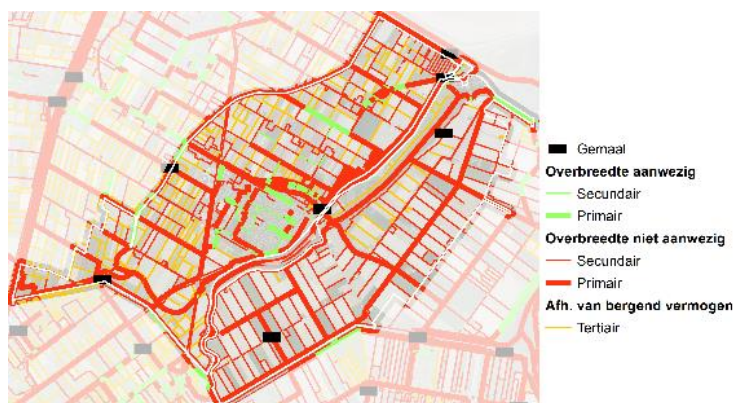 Gemaal
Overbreedte aanwezig
Secundair
Primair
Overbreedte niet aanwezig
Secundair
Primair
Afh. van bergend vermogen
Tertiair